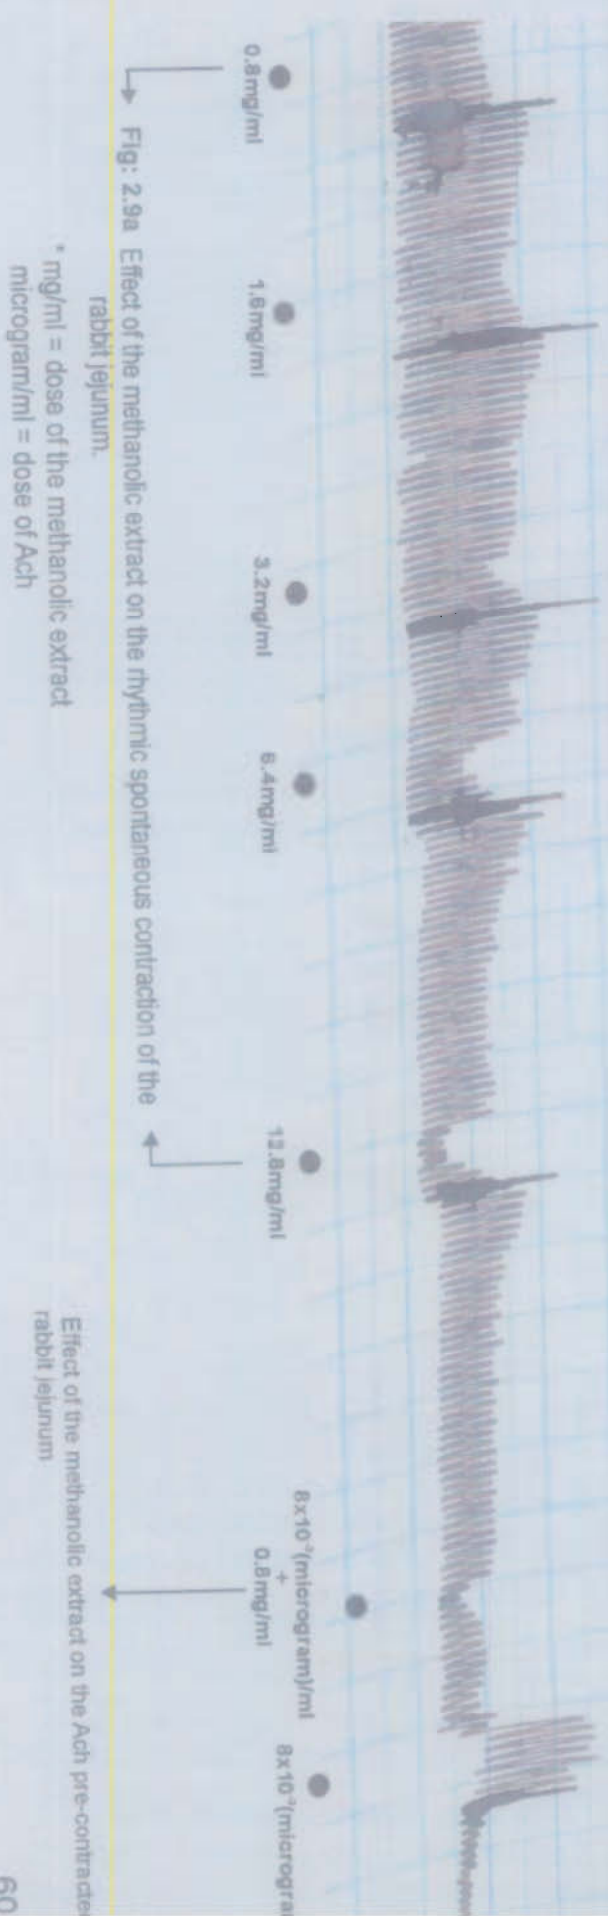 0.8mg/ml
1.6mg/ml
3.2mg/ml
6.4mg/ml
12.8mg/ml
(microgram)/ml
+
0.8mg/ml
Fig: 2.9a Effect of the methanolic extract on the rhythmic spontaneous contraction of the
rabbit jejunum.
* mg/ml = dose of the methanolic extract
microgram/ml = dose of Ach
Effect of the methanolic extract on the Ach pre-contracted
rabbit jejunum
60